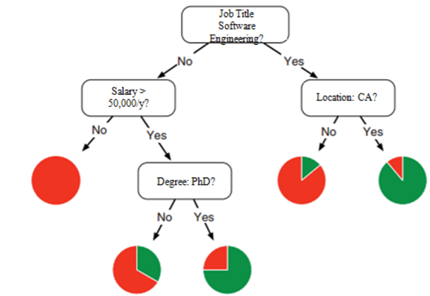 Job Title
Software
Engineering?
No
Yes
Salary >
50,000/y?
Location: CA?
No
Yes
No
Yes
Degree: PhD?
No
Yes